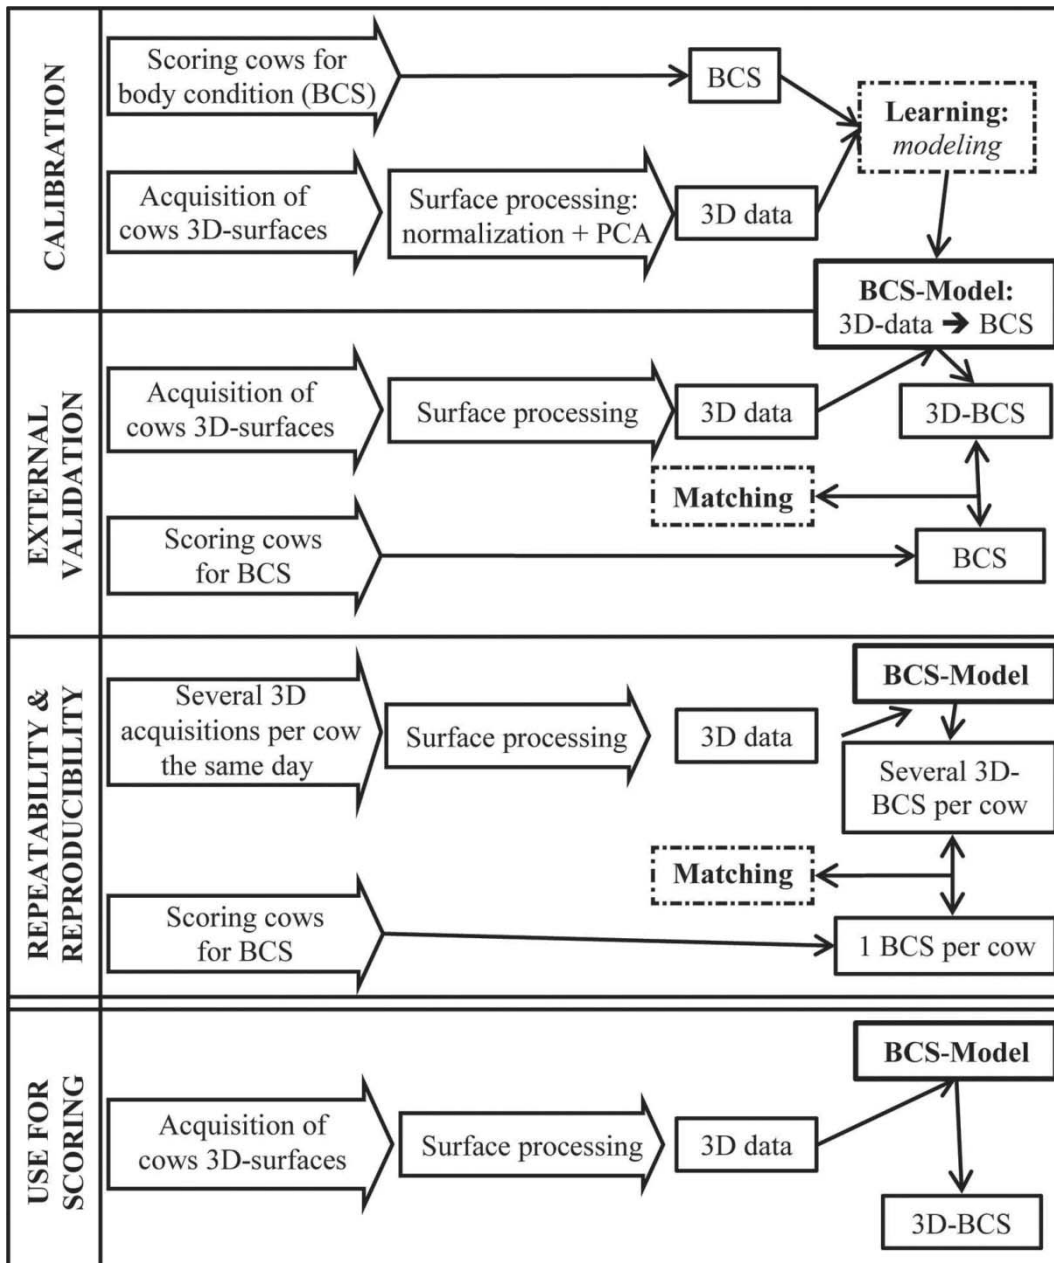 CALIBRATION
Scoring cows for
body condition (BCS)
BCS
Learning:
modeling
Acquisition of
cows 3D-surfaces
Surface processing:
normalization + PCA
3D data
BCS-Model:
3D-data ➔ BCS
EXTERNAL
VALIDATION
Acquisition of
cows 3D-surfaces
Surface processing
3D data
3D-BCS
Matching
Scoring cows
for BCS
BCS
REPEATABILITY &
REPRODUCIBILITY
Several 3D
acquisitions per cow
the same day
Surface processing
3D data
BCS-Model
Several 3D-
BCS per cow
Matching
Scoring cows
for BCS
1 BCS per cow
USE FOR
SCORING
Acquisition of
cows 3D-surfaces
Surface processing
3D data
BCS-Model
3D-BCS